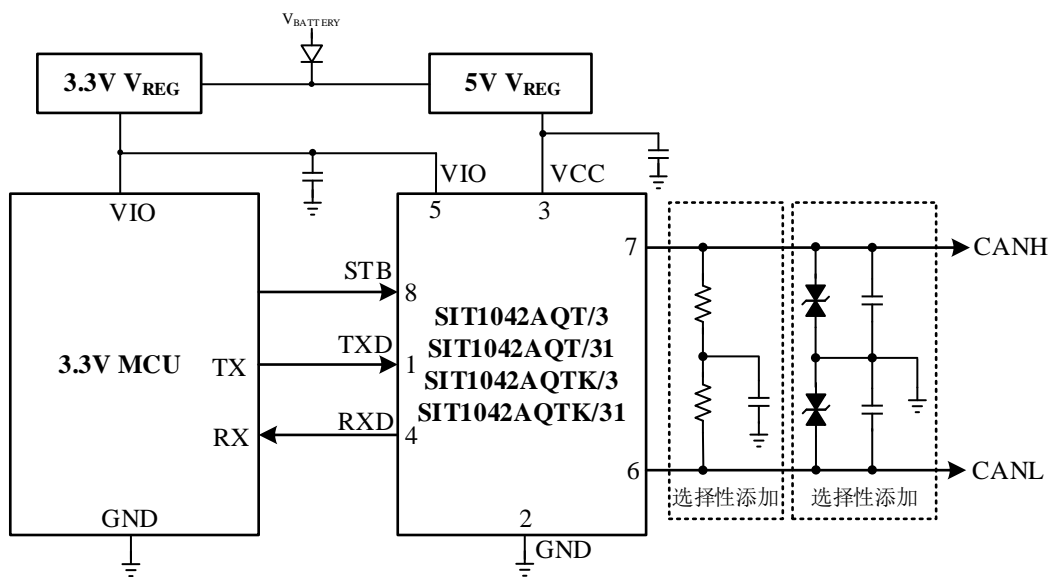 VBATTERY
3.3V VREG
5V VREG
VIO
VCC
VIO
5
3
7
CANH
STB
8
SIT1042AQT/3
SIT1042AQT/31
SIT1042AQTK/3
SIT1042AQTK/31
3.3V MCU
TX
TXD
1
RX
RXD
4
6
CANL
选择性添加
选择性添加
GND
2
GND